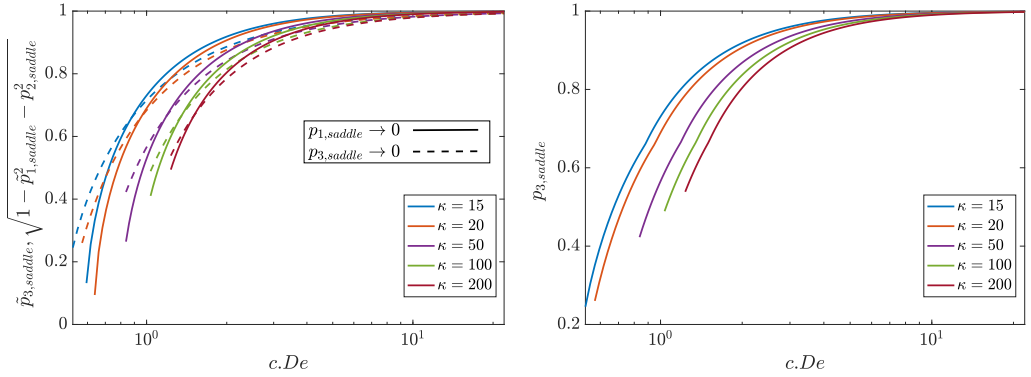 p̃₃,saddle, √(1 − p̃²₁,saddle − p̃²₂,saddle)
1
0.8
0.6
0.4
0.2
0
10⁰
10¹
c.De
p₁,saddle → 0
p₃,saddle → 0
κ = 15
κ = 20
κ = 50
κ = 100
κ = 200
p₃,saddle
1
0.8
0.6
0.4
0.2
10⁰
10¹
c.De
κ = 15
κ = 20
κ = 50
κ = 100
κ = 200